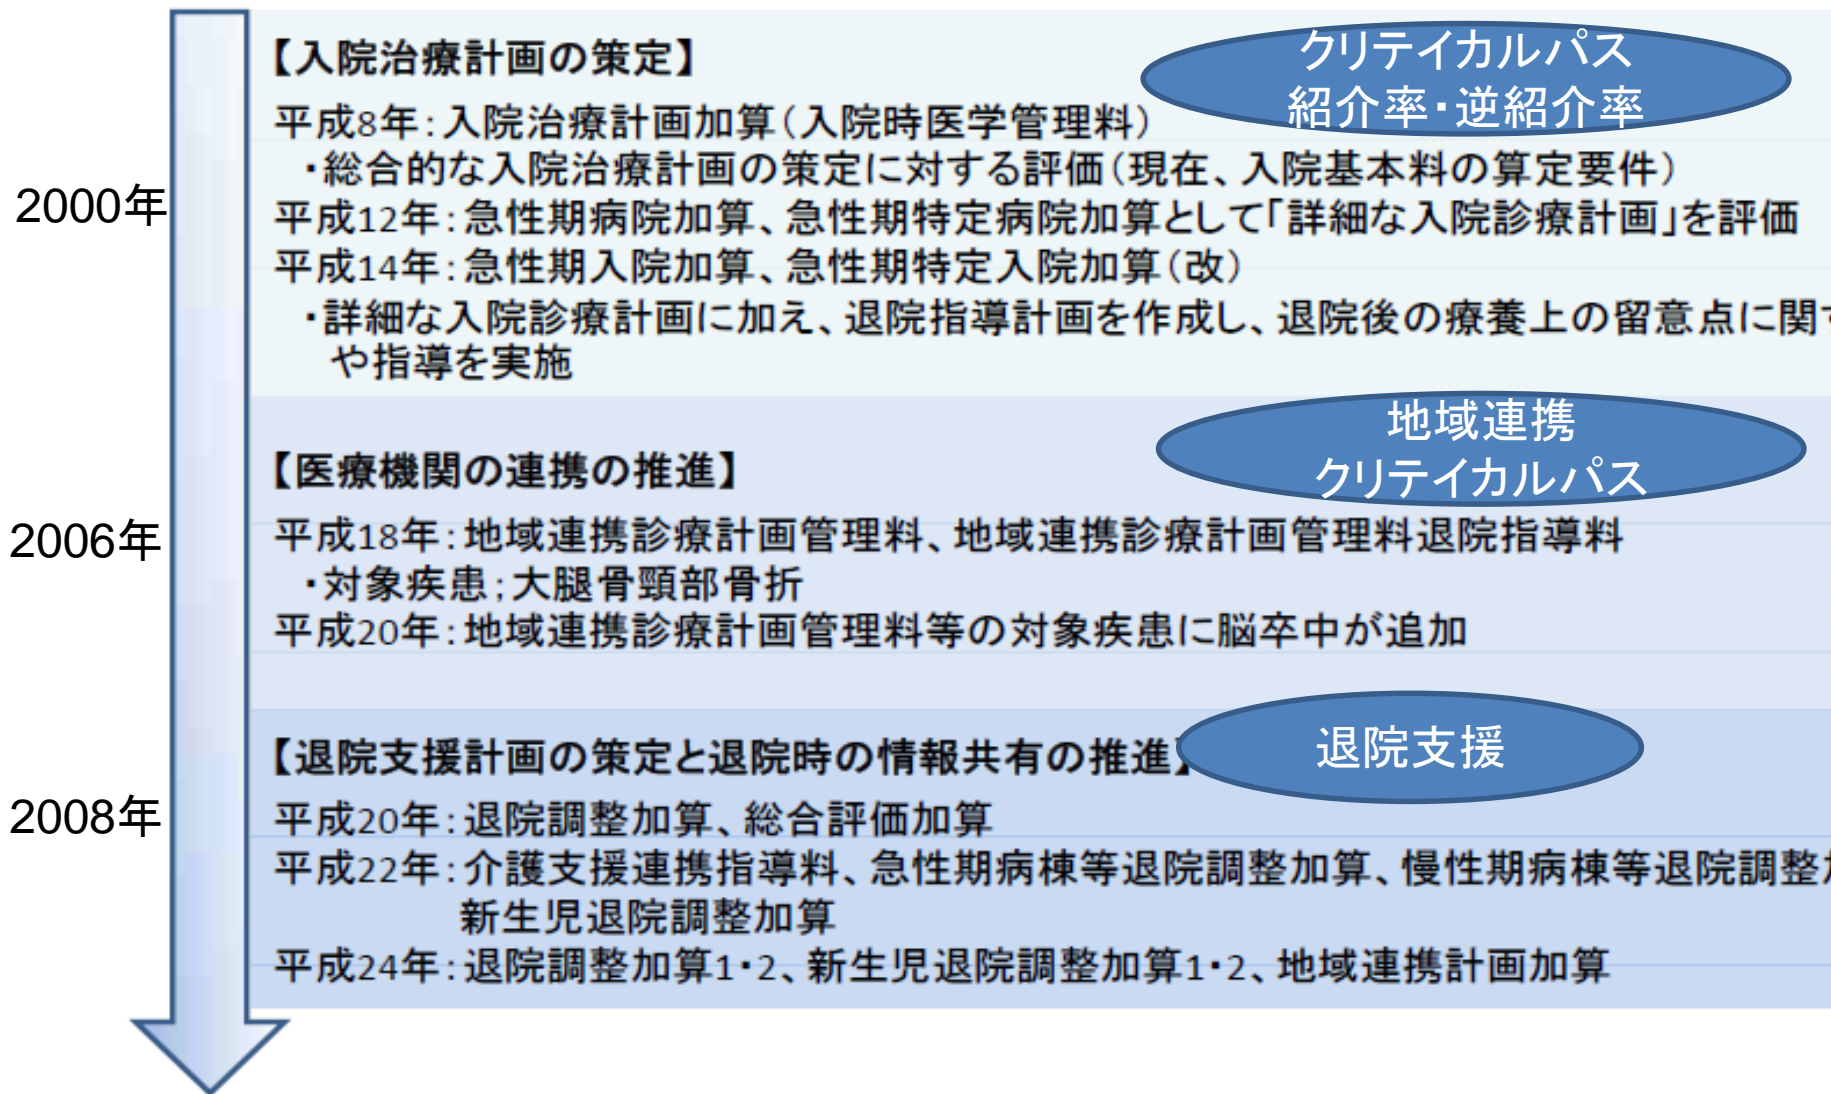 【入院治療計画の策定】
クリテイカルパス
紹介率・逆紹介率
平成8年：入院治療計画加算（入院時医学管理料）
・総合的な入院治療計画の策定に対する評価（現在、入院基本料の算定要件）
2000年
平成12年：急性期病院加算、急性期特定病院加算として「詳細な入院診療計画」を評価
平成14年：急性期入院加算、急性期特定入院加算（改）
・詳細な入院診療計画に加え、退院指導計画を作成し、退院後の療養上の留意点に関
や指導を実施
地域連携
クリテイカルパス
【医療機関の連携の推進】
2006年
平成18年：地域連携診療計画管理料、地域連携診療計画管理料退院指導料
・対象疾患；大腿骨頸部骨折
平成20年：地域連携診療計画管理料等の対象疾患に脳卒中が追加
【退院支援計画の策定と退院時の情報共有の推進】
退院支援
2008年
平成20年：退院調整加算、総合評価加算
平成22年：介護支援連携指導料、急性期病棟等退院調整加算、慢性期病棟等退院調整
新生児退院調整加算
平成24年：退院調整加算1・2、新生児退院調整加算1・2、地域連携計画加算